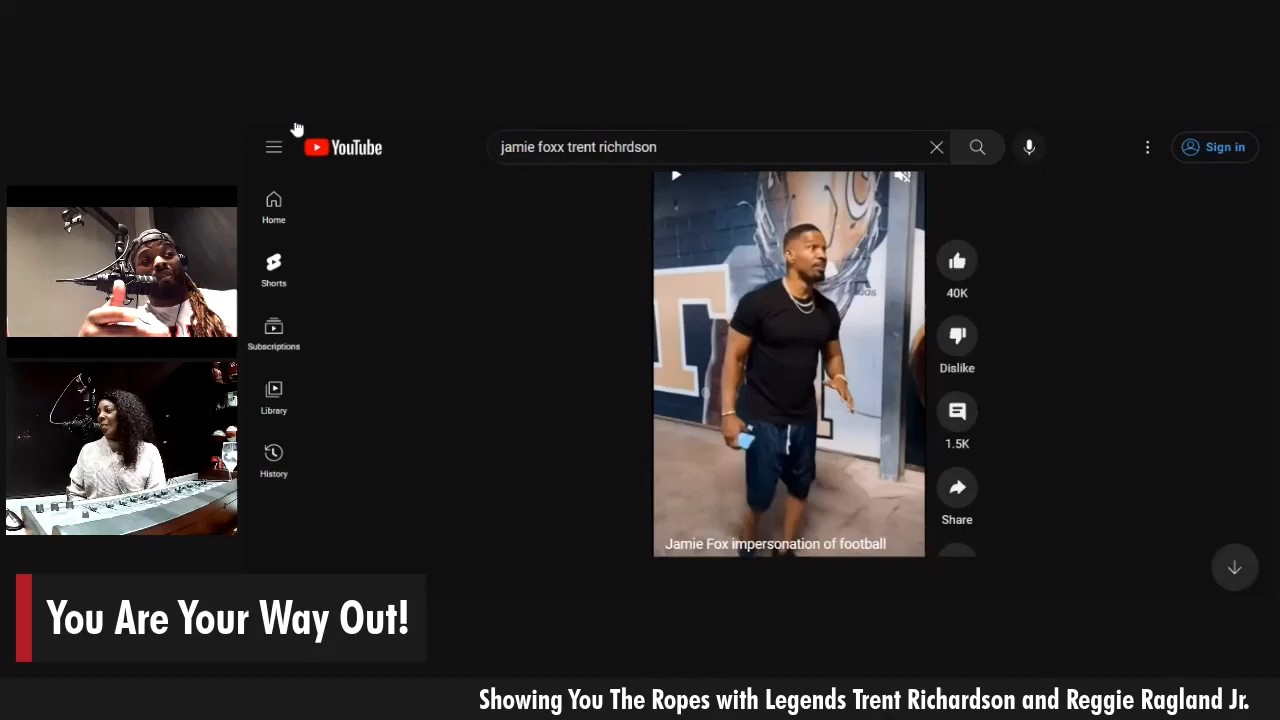 YouTube
jamie foxx trent richrdson
Sign in
Home
Shorts
Subscriptions
Library
History
40K
Dislike
1.5K
Share
Jamie Fox impersonation of football
You Are Your Way Out!
Showing You The Ropes with Legends Trent Richardson and Reggie Ragland Jr.